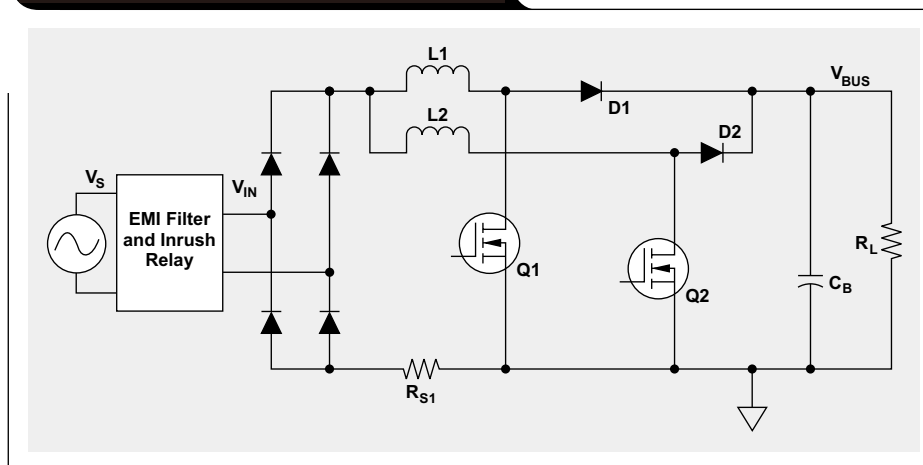 L1
V_BUS
D1
L2
D2
V_S
V_IN
EMI Filter
and Inrush
Relay
R_L
Q1
Q2
C_B
R_S1